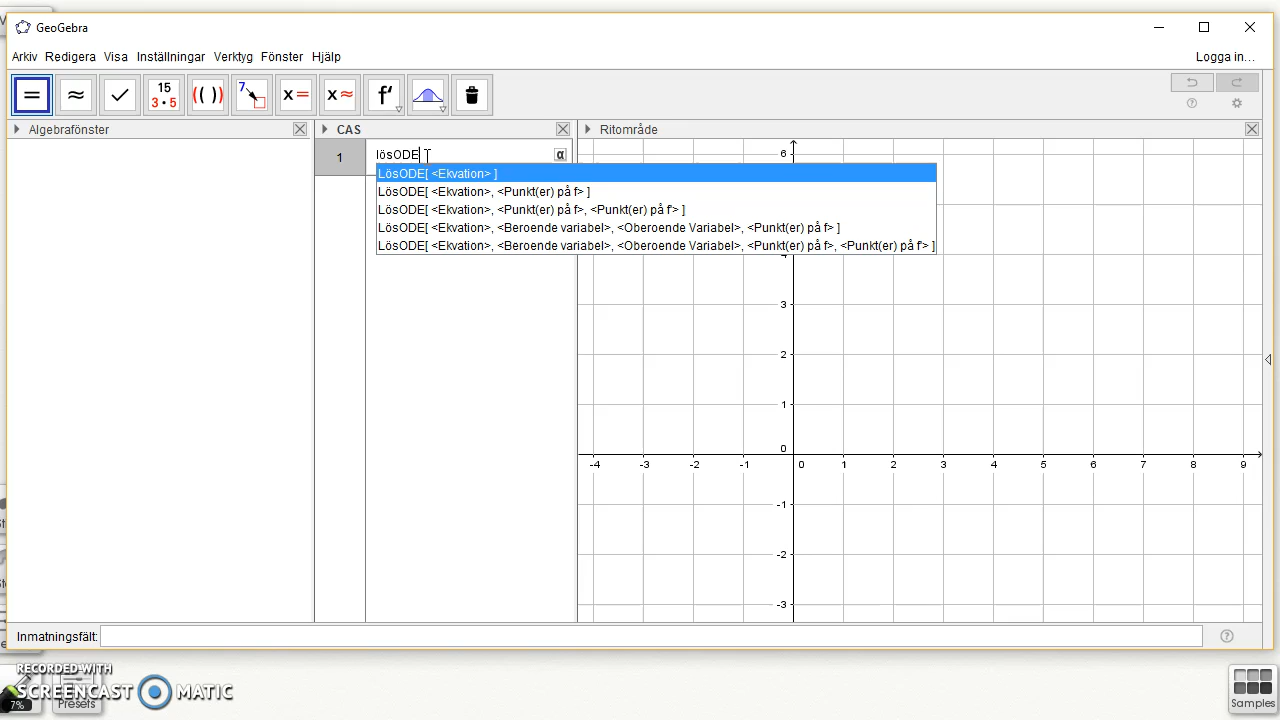 GeoGebra
Arkiv Redigera Visa Inställningar Verktyg Fönster Hjälp Logga in...
= ≈ ✓ 15 3·5 (( )) 7 x= x≈ f'
Algebrafönster CAS Ritområde
1 lösODE α
LösODE[ <Ekvation> ]
LösODE[ <Ekvation>, <Punkt(er) på f> ]
LösODE[ <Ekvation>, <Punkt(er) på f>, <Punkt(er) på f> ]
LösODE[ <Ekvation>, <Beroende variabel>, <Oberoende Variabel>, <Punkt(er) på f> ]
LösODE[ <Ekvation>, <Beroende variabel>, <Oberoende Variabel>, <Punkt(er) på f>, <Punkt(er) på f> ]
6
3
2
1
0
-4 -3 -2 -1 0 1 2 3 4 5 6 7 8 9
-1
-2
-3
Inmatningsfält:
RECORDED WITH
SCREENCAST MATIC
7% Presets Samples